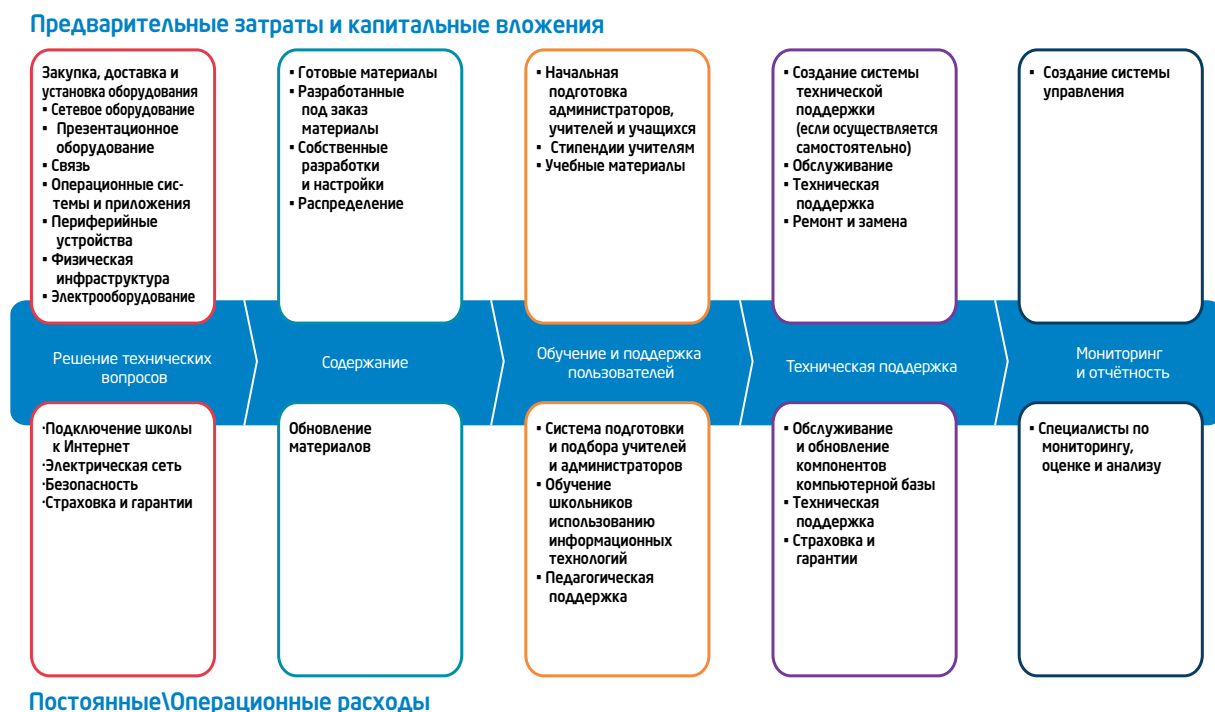 Предварительные затраты и капитальные вложения
Закупка, доставка и
установка оборудования
▪ Сетевое оборудование
▪ Презентационное
оборудование
▪ Связь
▪ Операционные сис-
темы и приложения
▪ Периферийные
устройства
▪ Физическая
инфраструктура
▪ Электрооборудование
▪ Готовые материалы
▪ Разработанные
под заказ
материалы
▪ Собственные
разработки
и настройки
▪ Распределение
▪ Начальная
подготовка
администраторов,
учителей и учащихся
▪ Стипендии учителям
▪ Учебные материалы
▪ Создание системы
технической
поддержки
(если осуществляется
самостоятельно)
▪ Обслуживание
▪ Техническая
поддержка
▪ Ремонт и замена
▪ Создание системы
управления
Решение технических
вопросов
Содержание
Обучение и поддержка
пользователей
Техническая поддержка
Мониторинг
и отчётность
·Подключение школы
к Интернет
·Электрическая сеть
·Безопасность
·Страховка и гарантии
Обновление
материалов
▪ Система подготовки
и подбора учителей
и администраторов
▪ Обучение
школьников
использованию
информационных
технологий
▪ Педагогическая
поддержка
▪ Обслуживание
и обновление
компонентов
компьютерной базы
▪ Техническая
поддержка
▪ Страховка и
гарантии
▪ Специалисты по
мониторингу,
оценке и анализу
Постоянные\Операционные расходы